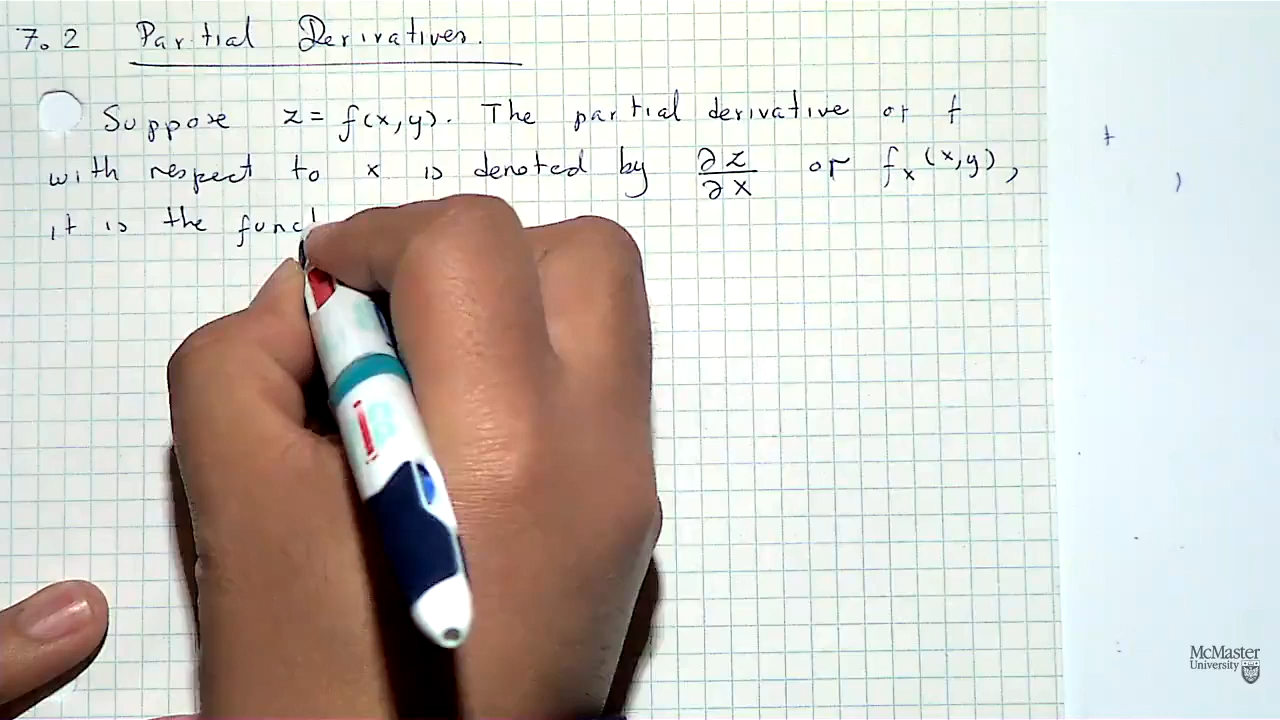 7.2 Partial Derivatives.
Suppose z = f(x,y). The partial derivative of f
with respect to x is denoted by ∂z/∂x or fₓ(x,y),
it is the func
McMaster
University